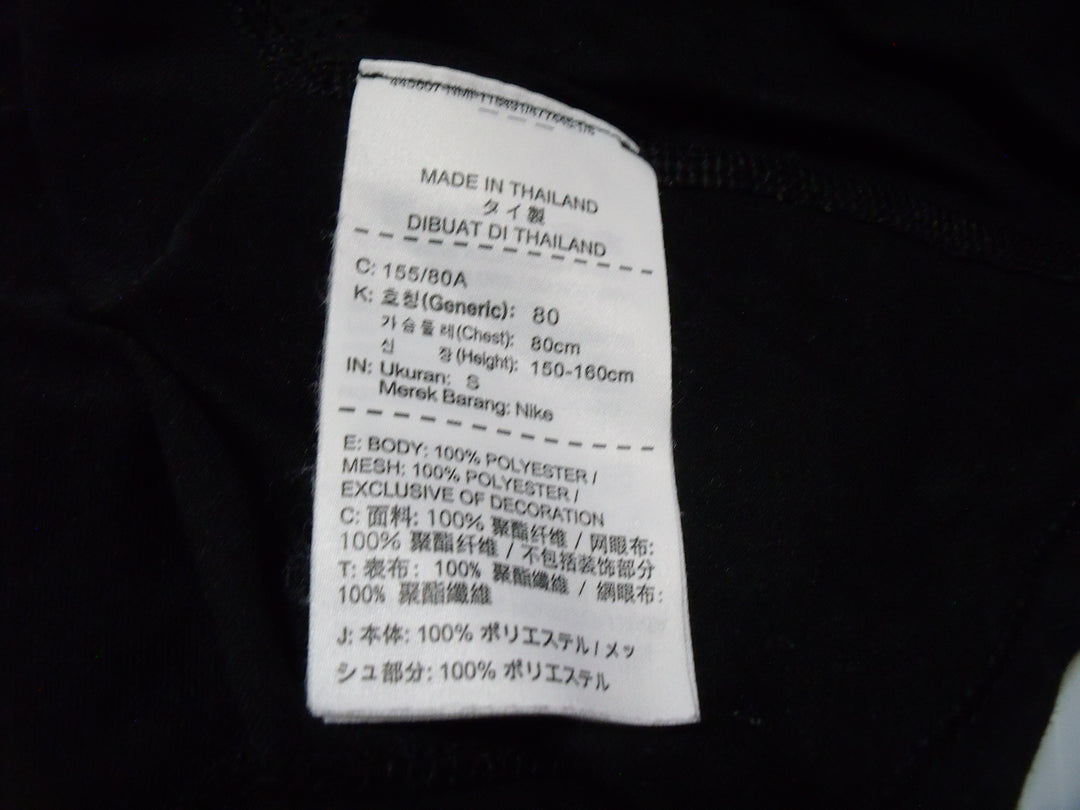 MADE IN THAILAND
タイ製
DIBUAT DI THAILAND
C: 155/80A
K: 호칭(Generic): 80
가슴둘레(Chest): 80cm
신 장(Height): 150-160cm
IN: Ukuran: S
Merek Barang: Nike
E: BODY: 100% POLYESTER /
MESH: 100% POLYESTER /
EXCLUSIVE OF DECORATION
C: 面料: 100% 聚酯纤维 / 网眼布:
100% 聚酯纤维 / 不包括装饰部分
T: 表布: 100% 聚酯纖維 / 網眼布:
100% 聚酯纖維
J: 本体: 100% ポリエステル / メッ
シュ部分: 100% ポリエステル